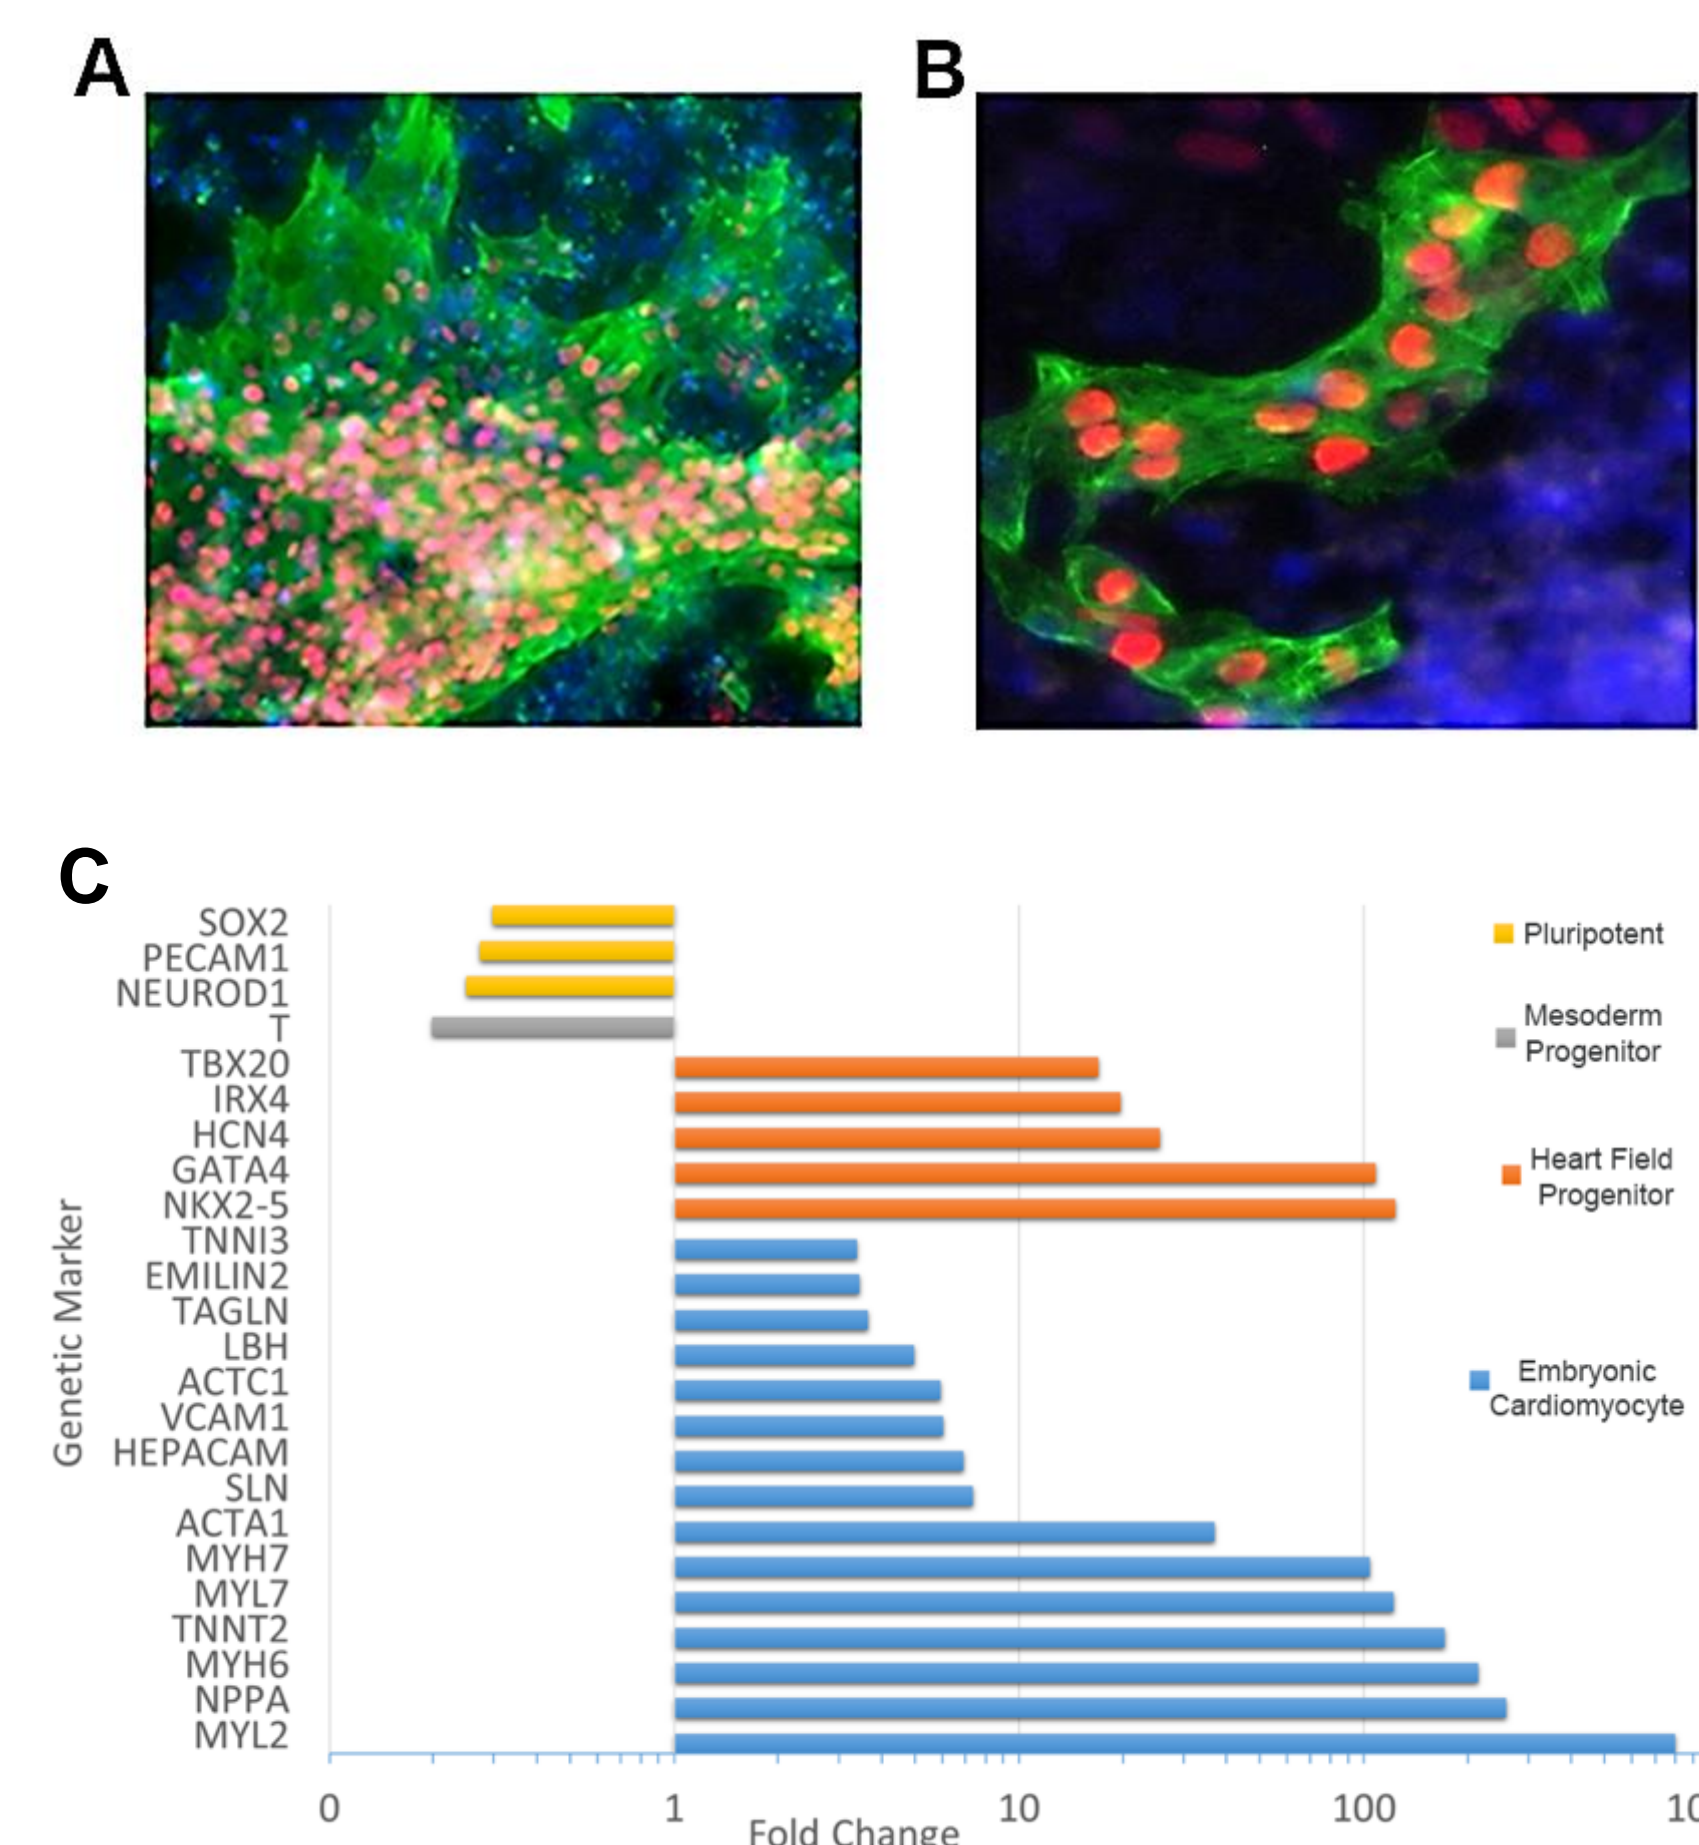 A
B
C
SOX2
PECAM1
NEUROD1
T
TBX20
IRX4
HCN4
GATA4
NKX2-5
TNNI3
EMILIN2
TAGLN
LBH
ACTC1
VCAM1
HEPACAM
SLN
ACTA1
MYH7
MYL7
TNNT2
MYH6
NPPA
MYL2
Genetic Marker
Pluripotent
Mesoderm
Progenitor
Heart Field
Progenitor
Embryonic
Cardiomyocyte
0 1 10 100
Fold Change